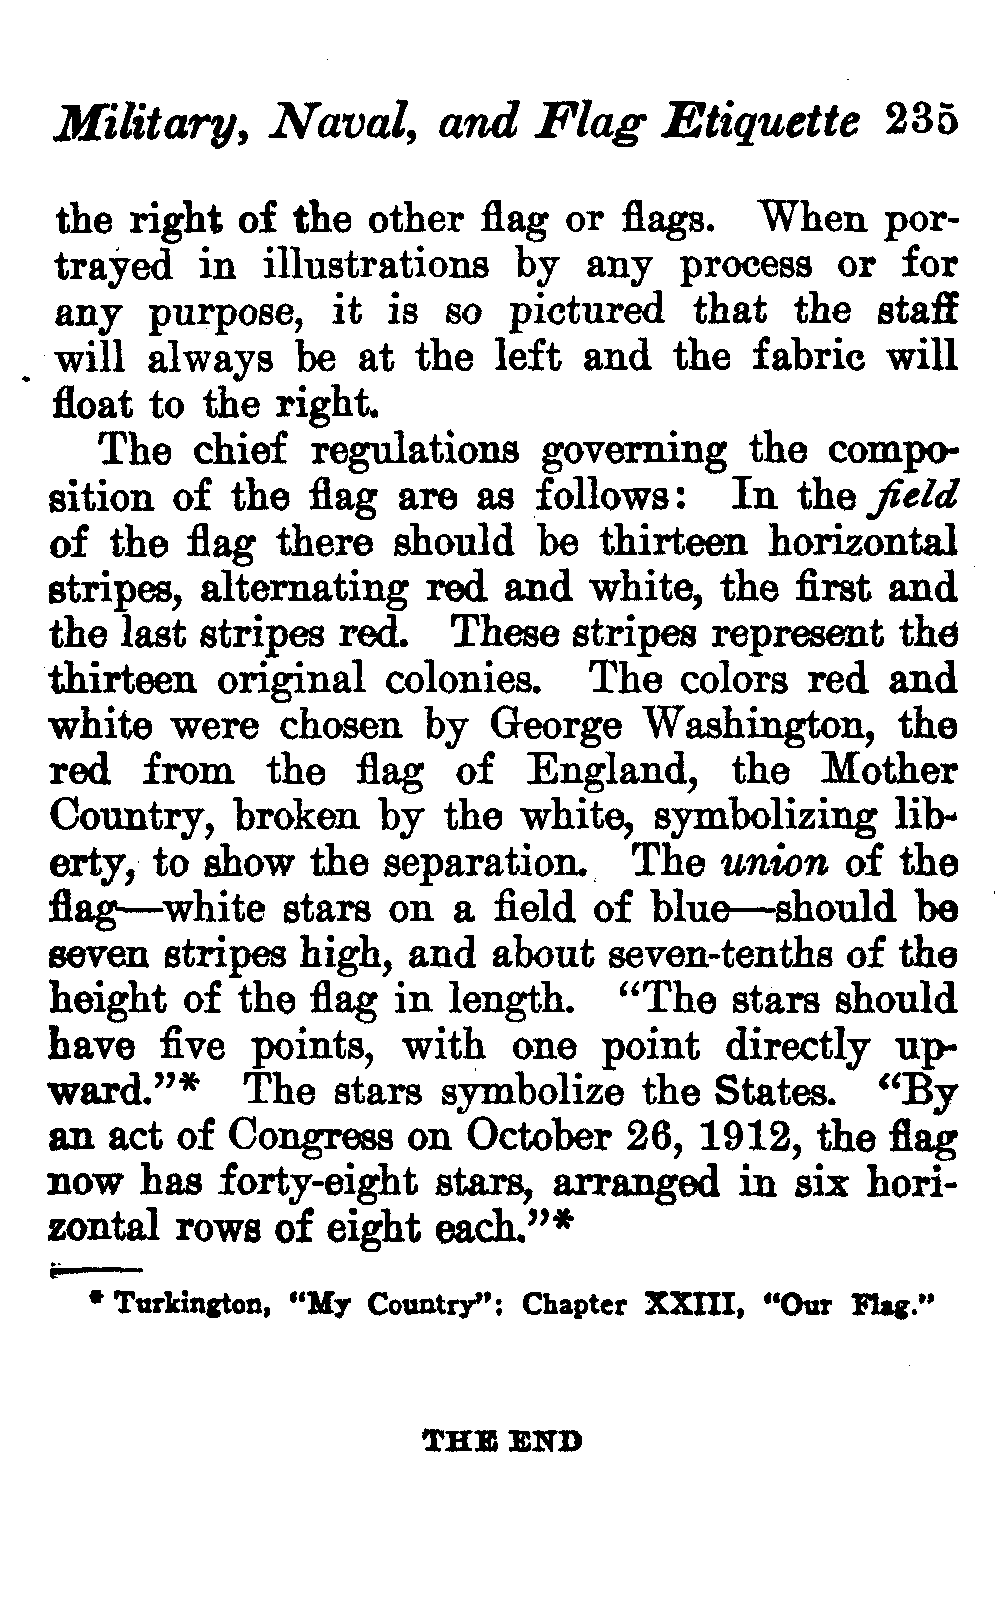 Military, Naval, and Flag Etiquette 235
the right of the other flag or flags. When por-
trayed in illustrations by any process or for
any purpose, it is so pictured that the staff
will always be at the left and the fabric will
float to the right.
The chief regulations governing the compo-
sition of the flag are as follows: In the field
of the flag there should be thirteen horizontal
stripes, alternating red and white, the first and
the last stripes red. These stripes represent the
thirteen original colonies. The colors red and
white were chosen by George Washington, the
red from the flag of England, the Mother
Country, broken by the white, symbolizing lib-
erty, to show the separation. The union of the
flag—white stars on a field of blue—should be
seven stripes high, and about seven-tenths of the
height of the flag in length. "The stars should
have five points, with one point directly up-
ward."* The stars symbolize the States. "By
an act of Congress on October 26, 1912, the flag
now has forty-eight stars, arranged in six hori-
zontal rows of eight each."*
* Turkington, "My Country"; Chapter XXIII, "Our Flag."
THE END